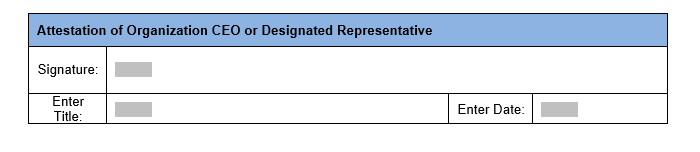 Attestation of Organization CEO or Designated Representative
Signature:
Enter
Title:
Enter Date: